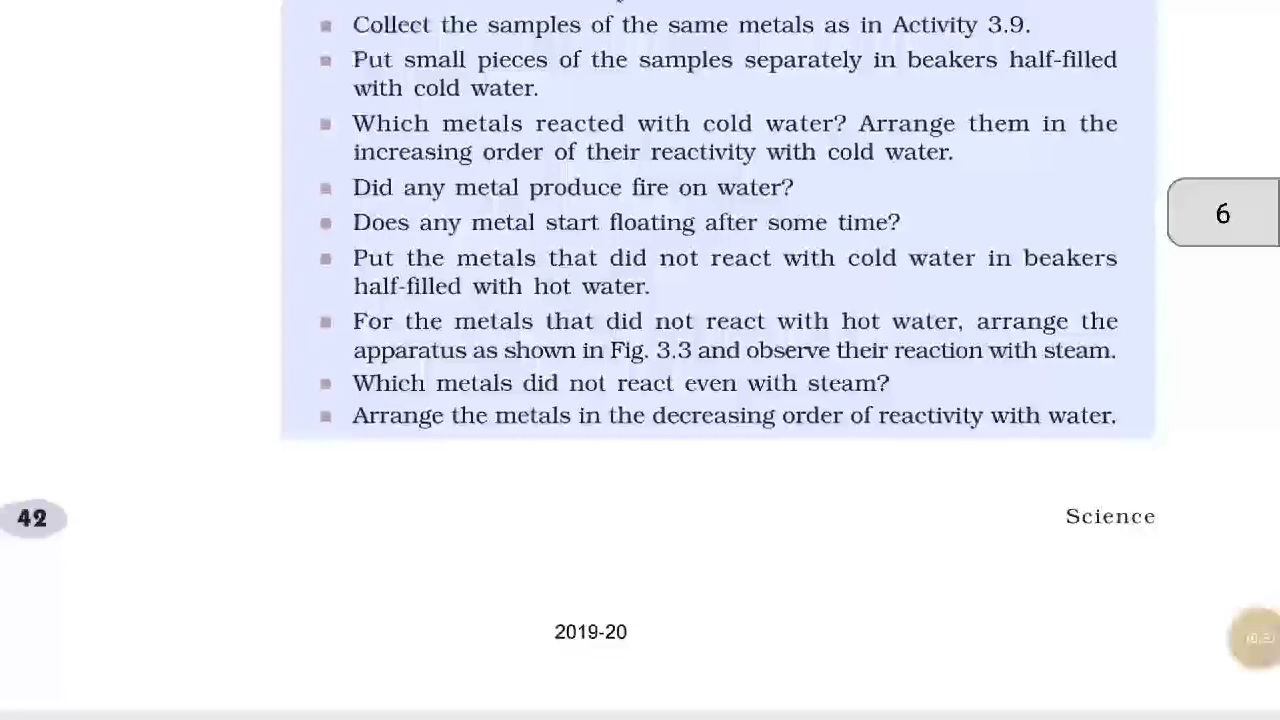 Collect the samples of the same metals as in Activity 3.9.
Put small pieces of the samples separately in beakers half-filled
with cold water.
Which metals reacted with cold water? Arrange them in the
increasing order of their reactivity with cold water.
Did any metal produce fire on water?
Does any metal start floating after some time?
Put the metals that did not react with cold water in beakers
half-filled with hot water.
For the metals that did not react with hot water, arrange the
apparatus as shown in Fig. 3.3 and observe their reaction with steam.
Which metals did not react even with steam?
Arrange the metals in the decreasing order of reactivity with water.
6
42
Science
2019-20